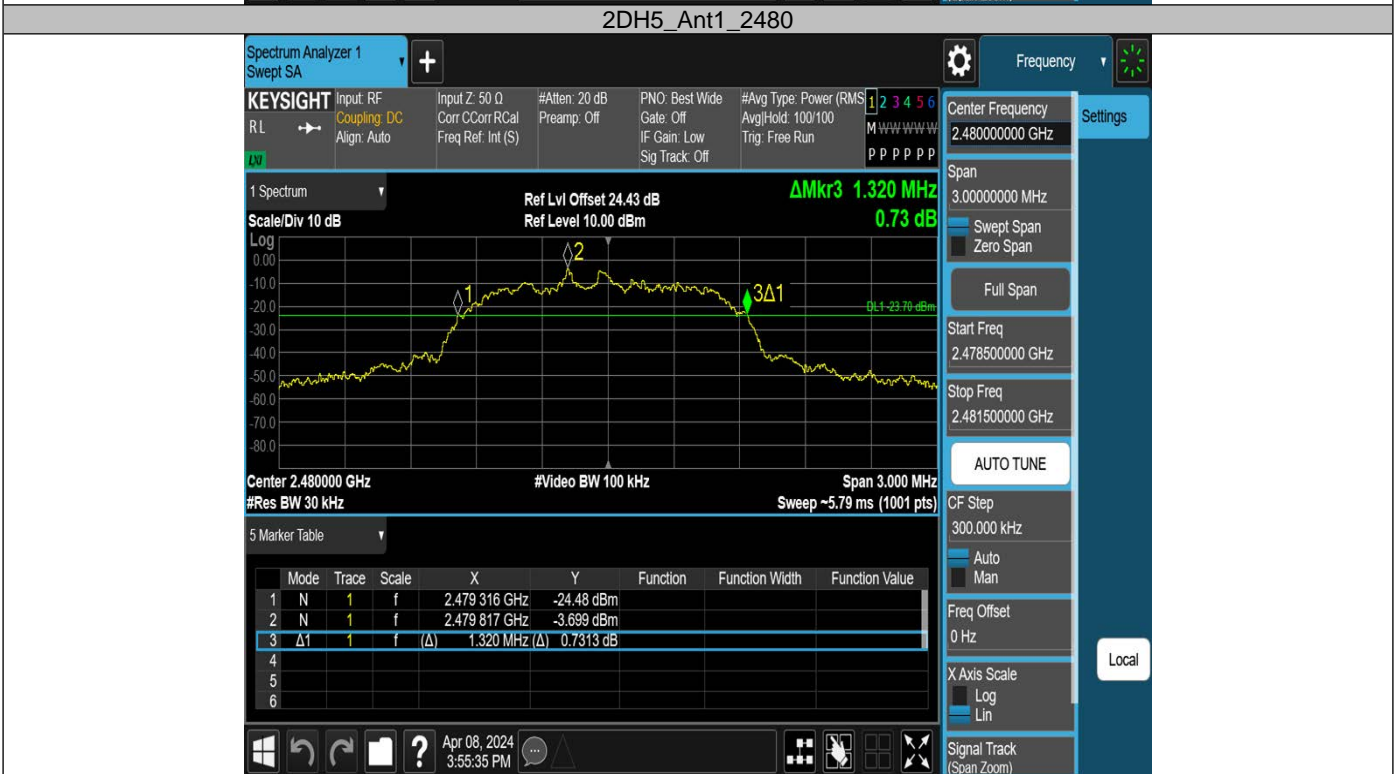 2DH5_Ant1_2480
Spectrum Analyzer 1
Swept SA
+
Frequency
KEYSIGHT
RL
LXI
Input: RF
Coupling: DC
Align: Auto
Input Z: 50 Ω
Corr CCorr RCal
Freq Ref: Int (S)
#Atten: 20 dB
Preamp: Off
PNO: Best Wide
Gate: Off
IF Gain: Low
Sig Track: Off
#Avg Type: Power (RMS
Avg|Hold: 100/100
Trig: Free Run
1 2 3 4 5 6
M W W W W W
P P P P P P
Center Frequency
2.480000000 GHz
Settings
Span
3.00000000 MHz
Swept Span
Zero Span
Full Span
Start Freq
2.478500000 GHz
Stop Freq
2.481500000 GHz
AUTO TUNE
CF Step
300.000 kHz
Auto
Man
Freq Offset
0 Hz
X Axis Scale
Log
Lin
Signal Track
(Span Zoom)
Local
1 Spectrum
Scale/Div 10 dB
Ref Lvl Offset 24.43 dB
Ref Level 10.00 dBm
ΔMkr3 1.320 MHz
0.73 dB
Log
0.00
-10.0
-20.0
-30.0
-40.0
-50.0
-60.0
-70.0
-80.0
1
2
3Δ1
DL1 -23.70 dBm
Center 2.480000 GHz
#Video BW 100 kHz
Span 3.000 MHz
#Res BW 30 kHz
Sweep ~5.79 ms (1001 pts)
5 Marker Table
Mode Trace Scale X Y Function Function Width Function Value
1 N 1 f 2.479 316 GHz -24.48 dBm
2 N 1 f 2.479 817 GHz -3.699 dBm
3 Δ1 1 f (Δ) 1.320 MHz (Δ) 0.7313 dB
4
5
6
?
Apr 08, 2024
3:55:35 PM